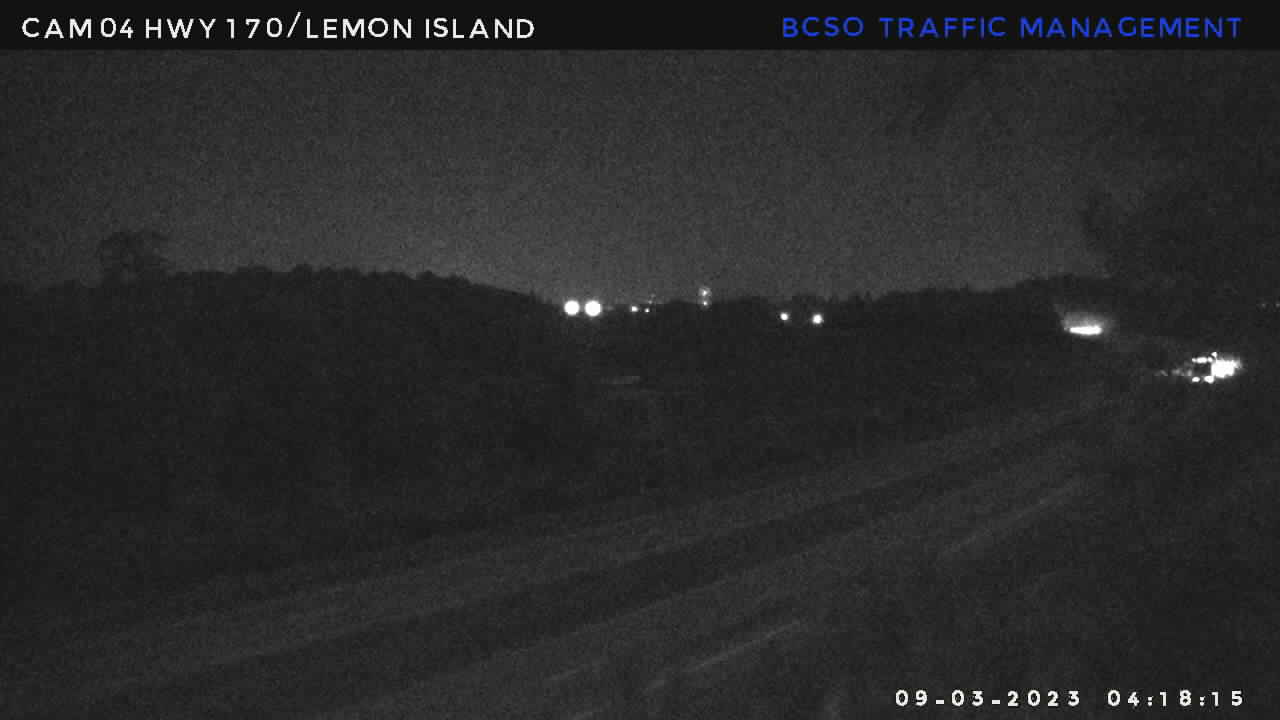 CAM04 HWY 170/LEMON ISLAND
BCSO TRAFFIC MANAGEMENT
09-03-2023 04:18:15